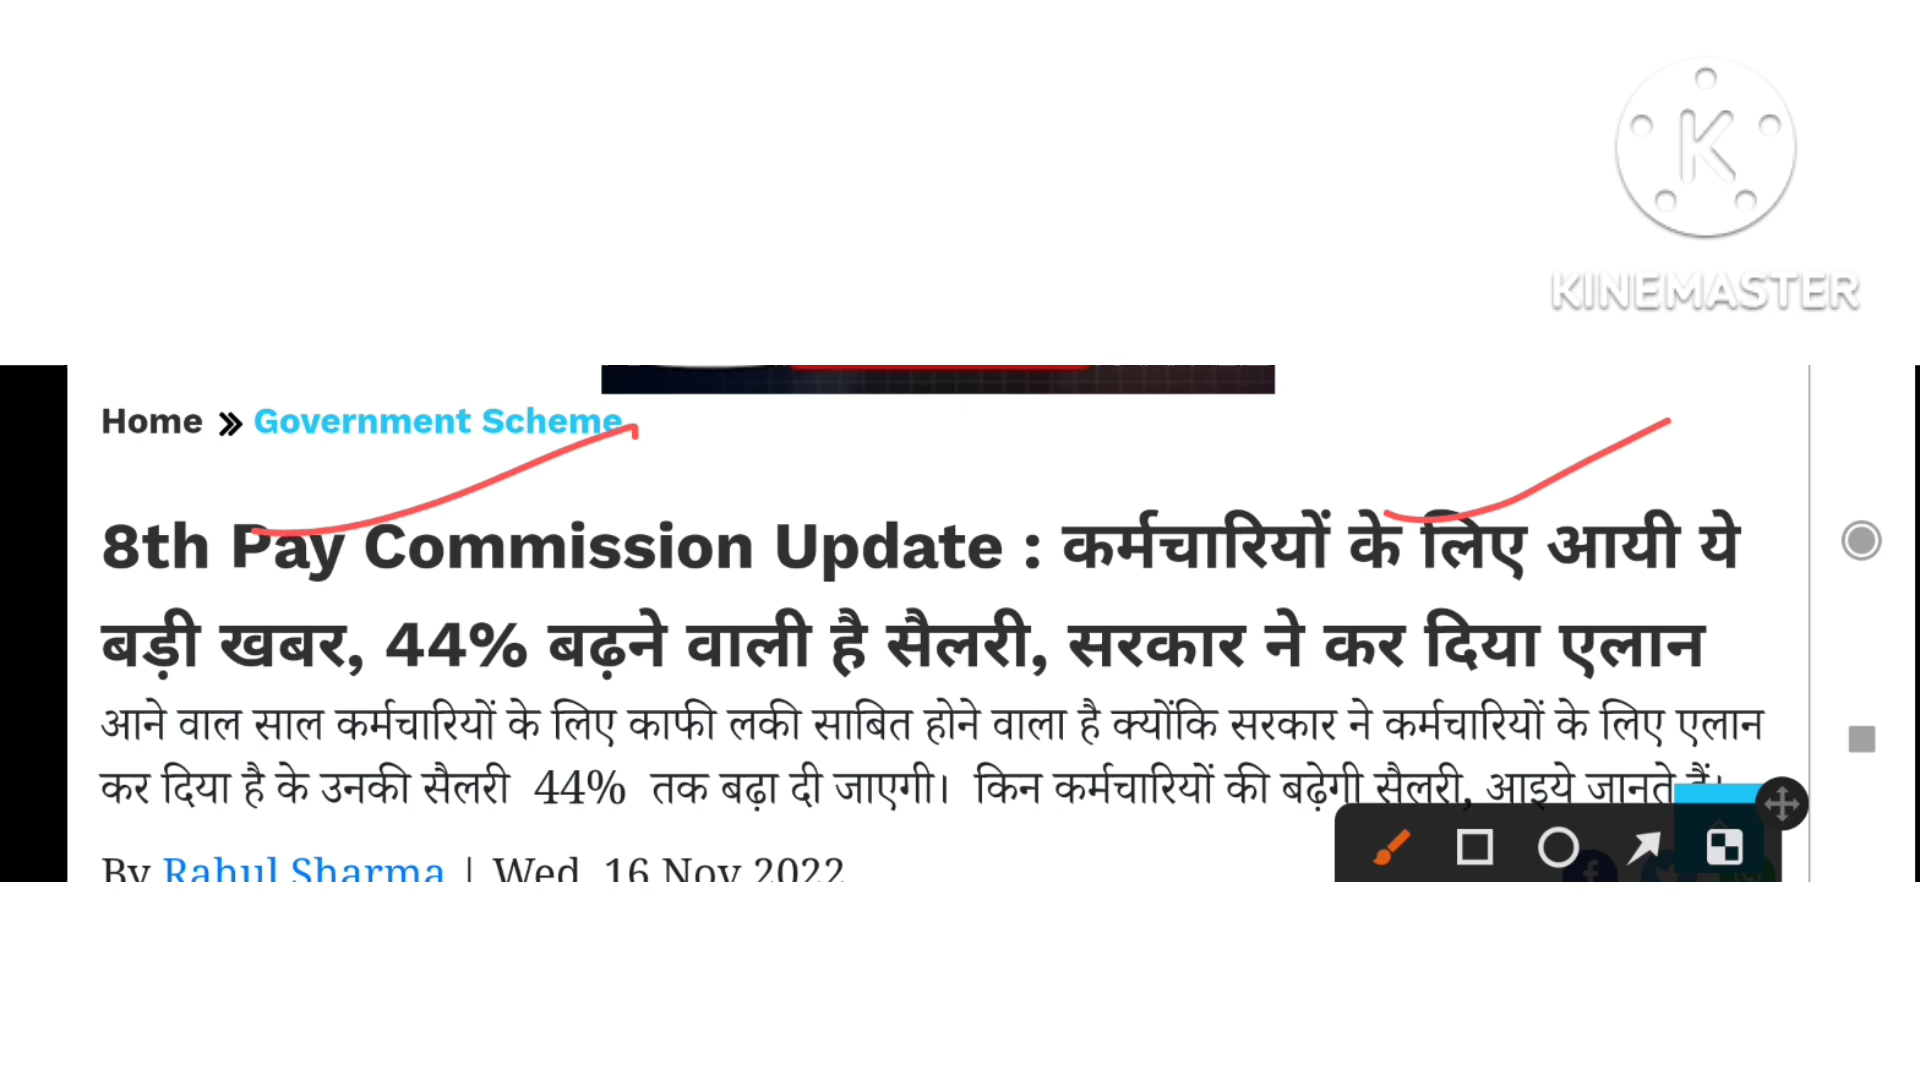 K
KINEMASTER
Home » Government Scheme
8th Pay Commission Update : कर्मचारियों के लिए आयी ये
बड़ी खबर, 44% बढ़ने वाली है सैलरी, सरकार ने कर दिया एलान
आने वाल साल कर्मचारियों के लिए काफी लकी साबित होने वाला है क्योंकि सरकार ने कर्मचारियों के लिए एलान
कर दिया है के उनकी सैलरी 44% तक बढ़ा दी जाएगी। किन कर्मचारियों की बढ़ेगी सैलरी, आइये जानते हैं।
By Rahul Sharma | Wed, 16 Nov 2022